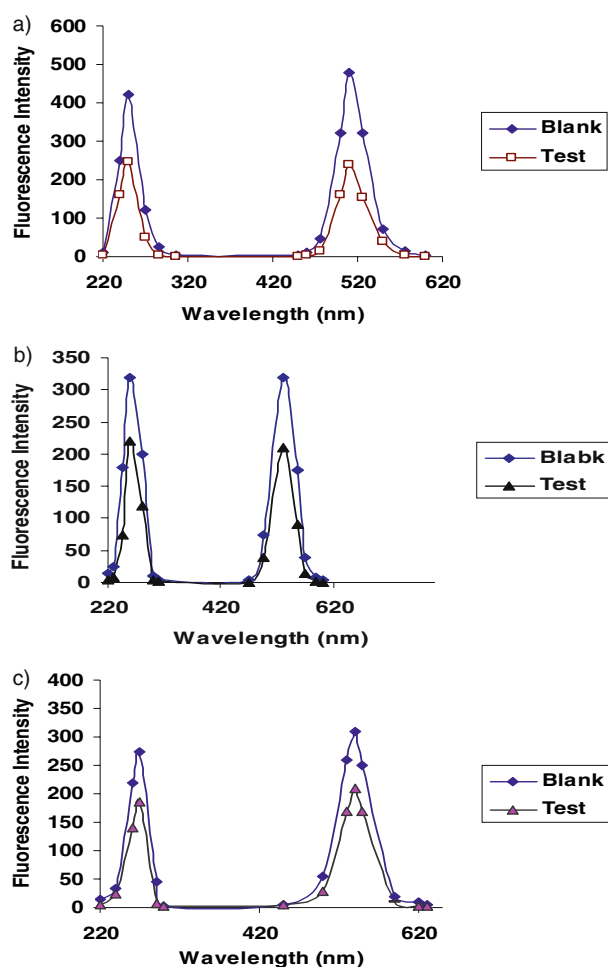 a)
Fluorescence Intensity
600
500
400
300
200
100
0
220 320 420 520 620
Wavelength (nm)
Blank
Test
b)
Fluorescence Intensity
350
300
250
200
150
100
50
0
220 420 620
Wavelength (nm)
Blabk
Test
c)
Fluorescence Intensity
400
350
300
250
200
150
100
50
0
220 420 620
Wavelength (nm)
Blank
Test